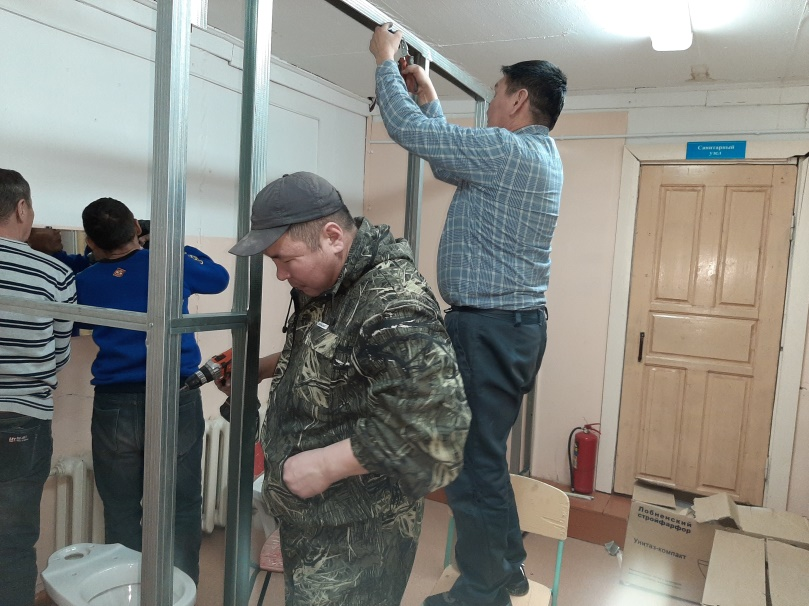 Санитарный
узел
Лобненский
стройфарфор
Унитаз-компакт